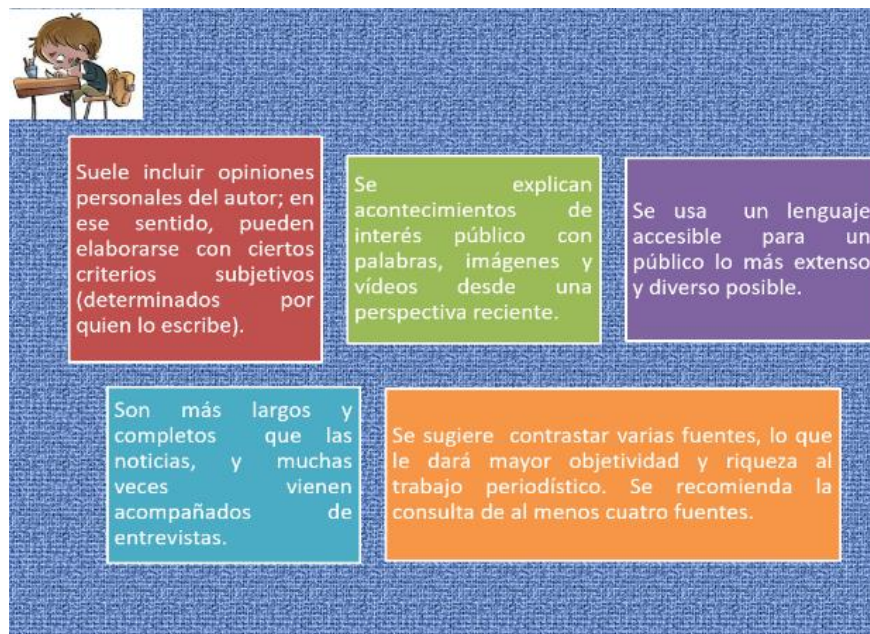 Suele incluir opiniones
personales del autor; en
ese sentido, pueden
elaborarse con ciertos
criterios subjetivos
(determinados por
quien lo escribe).
Se explican
acontecimientos de
interés público con
palabras, imágenes y
vídeos desde una
perspectiva reciente.
Se usa un lenguaje
accesible para un
público lo más extenso
y diverso posible.
Son más largos y
completos que las
noticias, y muchas
veces vienen
acompañados de
entrevistas.
Se sugiere contrastar varias fuentes, lo que
le dará mayor objetividad y riqueza al
trabajo periodístico. Se recomienda la
consulta de al menos cuatro fuentes.